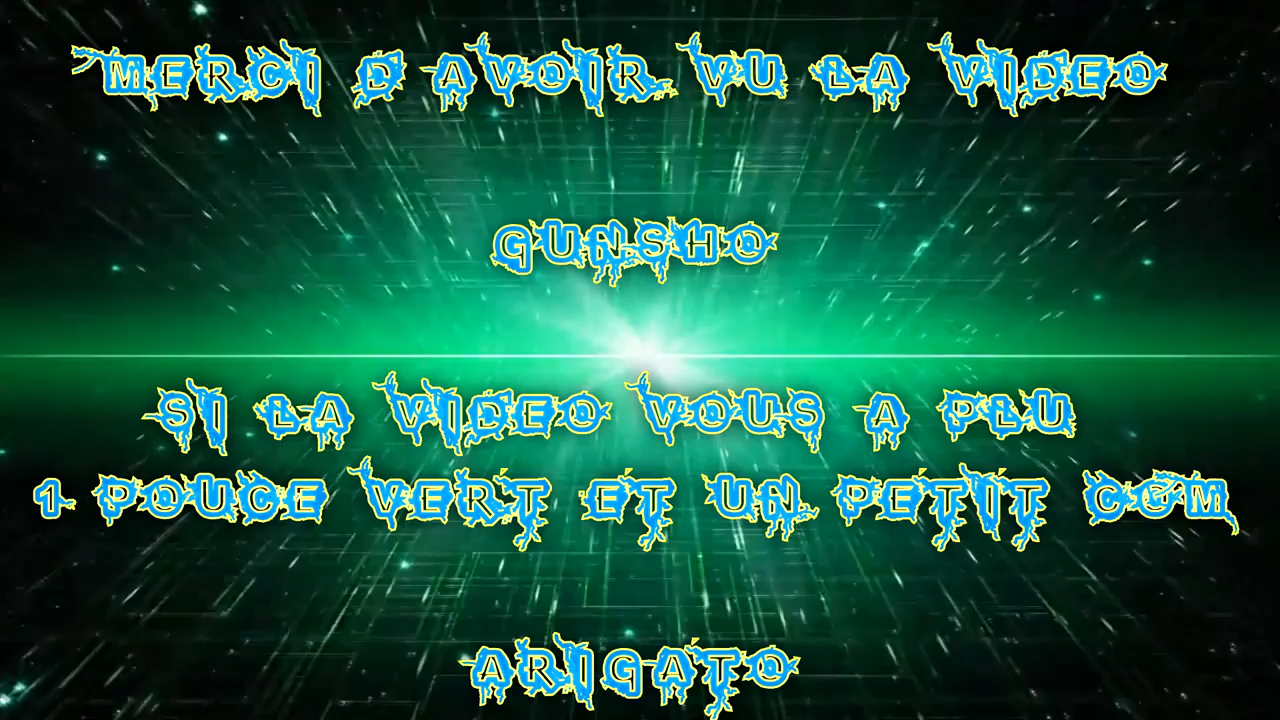 MERCI D AVOIR VU LA VIDEO
GUNSHO
SI LA VIDEO VOUS A PLU
1 POUCE VERT ET UN PETIT COM
ARIGATO